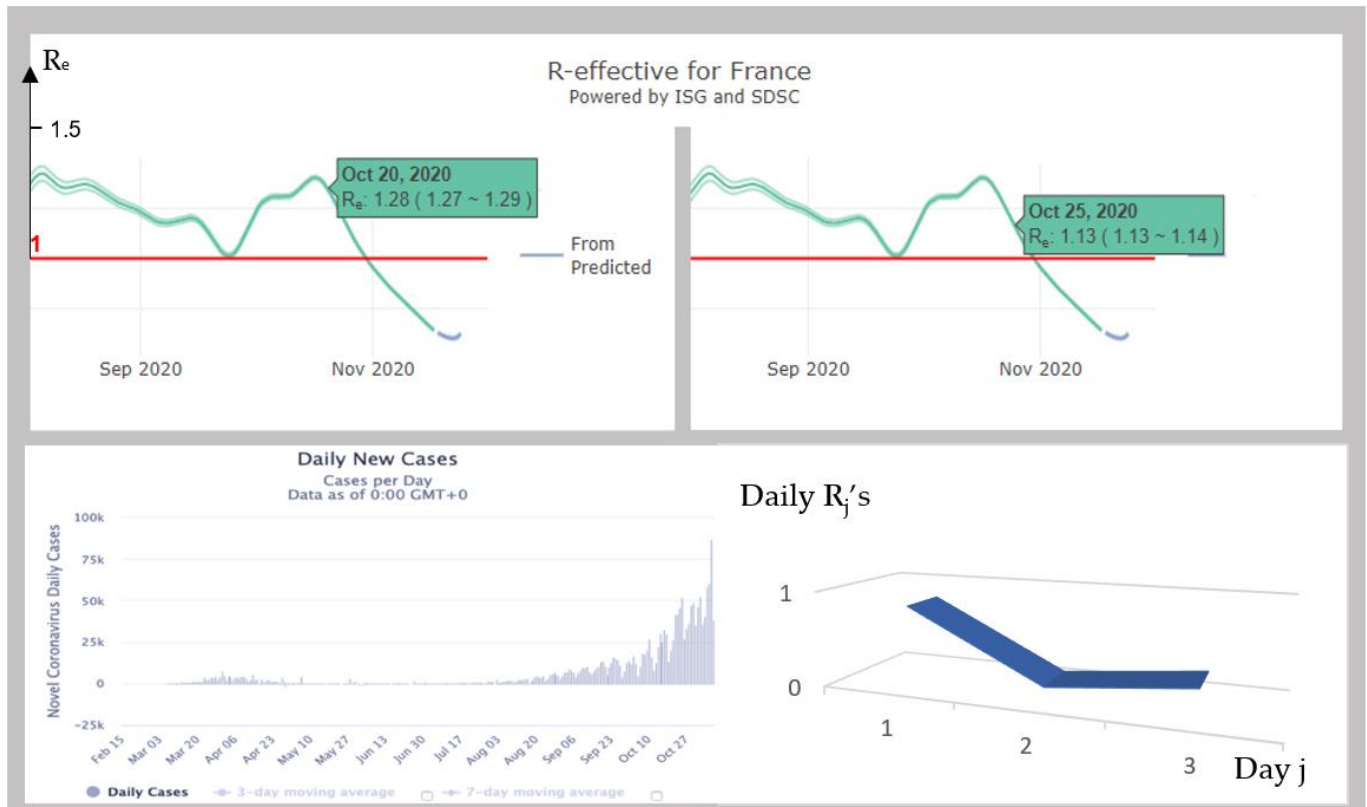 Rₑ
R-effective for France
Powered by ISG and SDSC
1.5
Oct 20, 2020
Rₑ: 1.28 ( 1.27 ~ 1.29 )
1
From
Predicted
Sep 2020
Nov 2020
Oct 25, 2020
Rₑ: 1.13 ( 1.13 ~ 1.14 )
Sep 2020
Nov 2020
Daily New Cases
Cases per Day
Data as of 0:00 GMT+0
Novel Coronavirus Daily Cases
100k
75k
50k
25k
0
−25k
Feb 15
Mar 03
Mar 20
Apr 06
Apr 23
May 10
May 27
Jun 13
Jun 30
Jul 17
Aug 03
Aug 20
Sep 06
Sep 23
Oct 10
Oct 27
Daily Cases
3-day moving average
7-day moving average
Daily Rⱼ’s
1
0
1
2
3
Day j